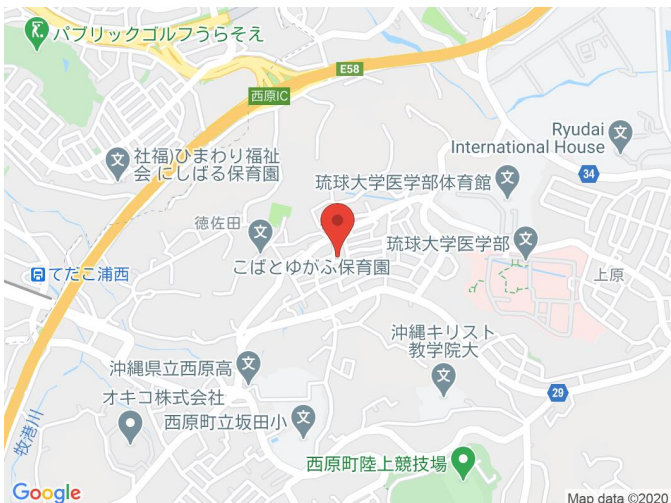 パブリックゴルフうらそえ
E58
西原IC
Ryudai
International House
社福)ひまわり福祉
会 にしばる保育園
琉球大学医学部体育館
34
徳佐田
琉球大学医学部
こばとゆがふ保育園
上原
てだこ浦西
沖縄キリスト
教学院大
沖縄県立西原高
29
オキコ株式会社
西原町立坂田小
牧港川
西原町陸上競技場
Google
Map data ©2020